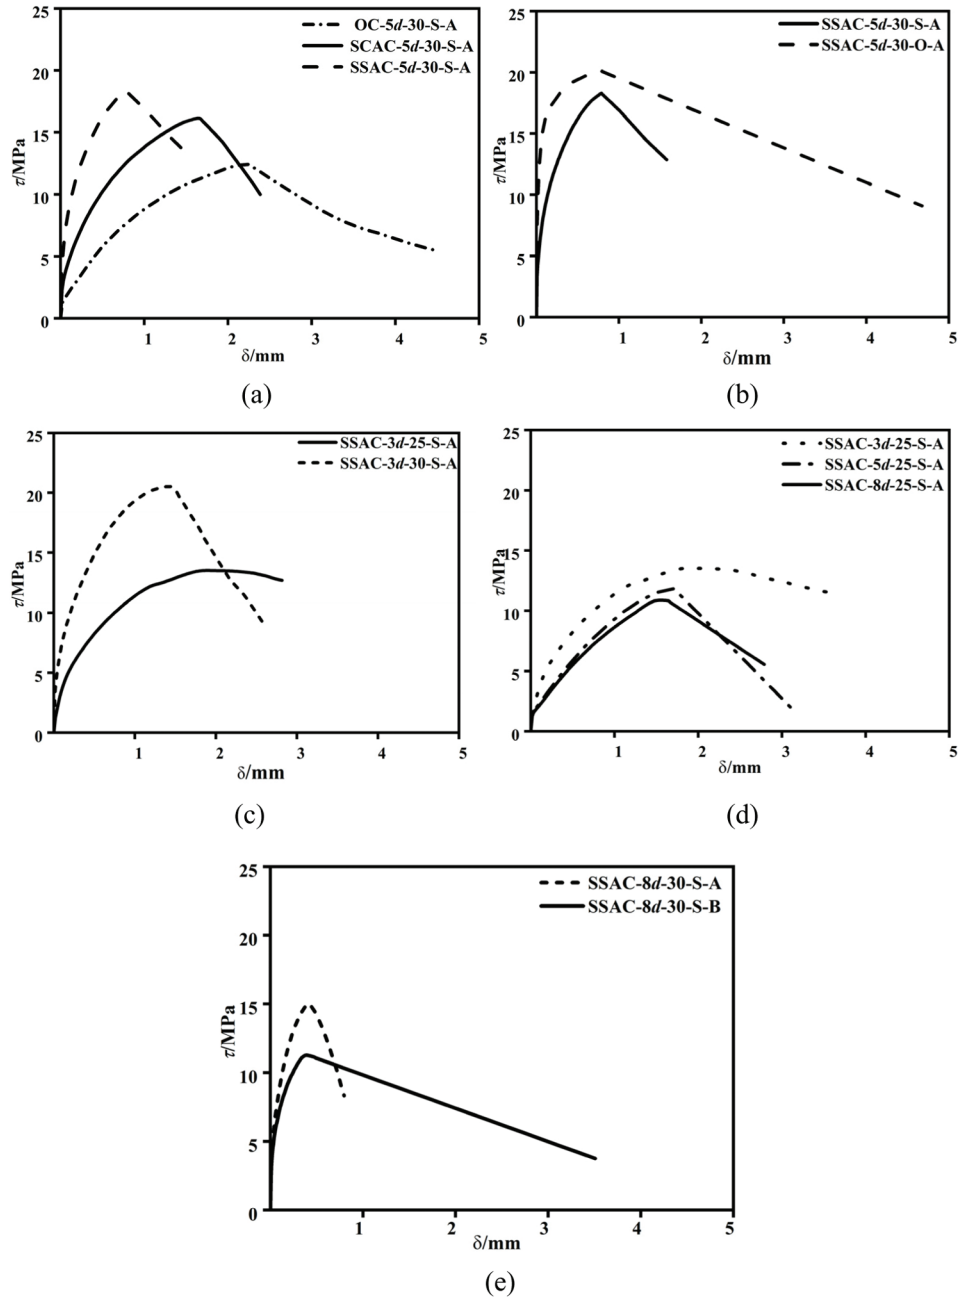 25
20
15
10
5
0
τ/MPa
OC-5d-30-S-A
SCAC-5d-30-S-A
SSAC-5d-30-S-A
1 2 3 4 5
δ/mm
(a)
25
20
15
10
5
0
τ/MPa
SSAC-5d-30-S-A
SSAC-5d-30-O-A
1 2 3 4 5
δ/mm
(b)
25
20
15
10
5
0
τ/MPa
SSAC-3d-25-S-A
SSAC-3d-30-S-A
1 2 3 4 5
δ/mm
(c)
25
20
15
10
5
0
τ/MPa
SSAC-3d-25-S-A
SSAC-5d-25-S-A
SSAC-8d-25-S-A
1 2 3 4 5
δ/mm
(d)
25
20
15
10
5
0
τ/MPa
SSAC-8d-30-S-A
SSAC-8d-30-S-B
1 2 3 4 5
δ/mm
(e)